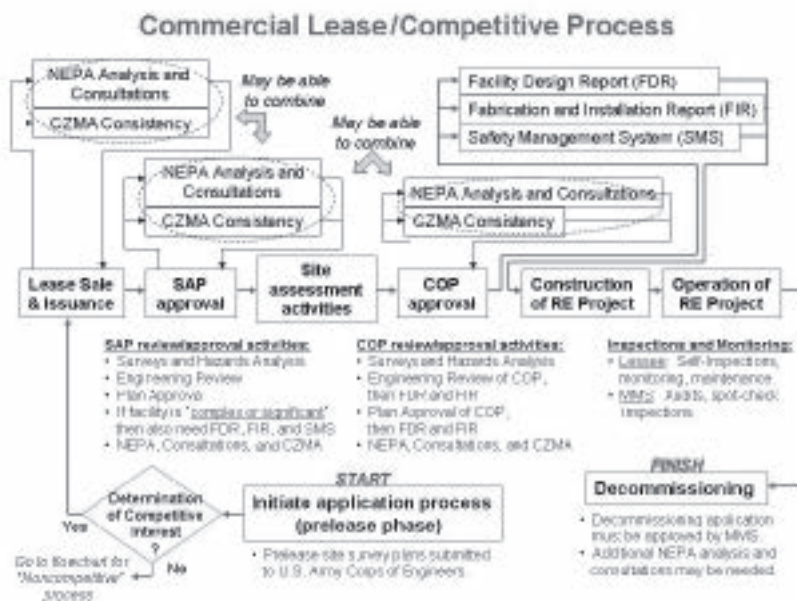 Commercial Lease/Competitive Process
NEPA Analysis and
Consultations
CZMA Consistency
May be able
to combine
May be able
to combine
Facility Design Report (FDR)
Fabrication and Installation Report (FIR)
Safety Management System (SMS)
NEPA Analysis and
Consultations
CZMA Consistency
NEPA Analysis and Consultations
CZMA Consistency
Lease Sale
& Issuance
SAP
approval
Site
assessment
activities
COP
approval
Construction
of RE Project
Operation of
RE Project
SAP review/approval activities:
• Surveys and Hazards Analysis
• Engineering Review
• Plan Approval
• If facility is "complex or significant"
then also need FDR, FIR, and SMS
• NEPA, Consultations, and CZMA
COP review/approval activities:
• Surveys and Hazards Analysis
• Engineering Review of COP,
then FDR and FIR
• Plan Approval of COP,
then FDR and FIR
• NEPA, Consultations, and CZMA
Inspections and Monitoring:
• Lessee: Self-Inspections,
monitoring, maintenance
• MMS: Audits, spot-check
inspections
START
Initiate application process
(prelease phase)
• Prelease site survey plans submitted
to U.S. Army Corps of Engineers
Determination
of Competitive
Interest
?
Yes
No
Go to flowchart for
"Noncompetitive"
process
FINISH
Decommissioning
• Decommissioning application
must be approved by MMS.
• Additional NEPA analysis and
consultations may be needed.